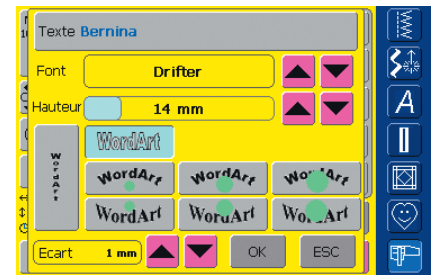 Texte Bernina
Font Drifter
Hauteur 14 mm
WordArt
WordArt
WordArt WordArt WordArt
WordArt WordArt
Ecart 1 mm OK ESC
A